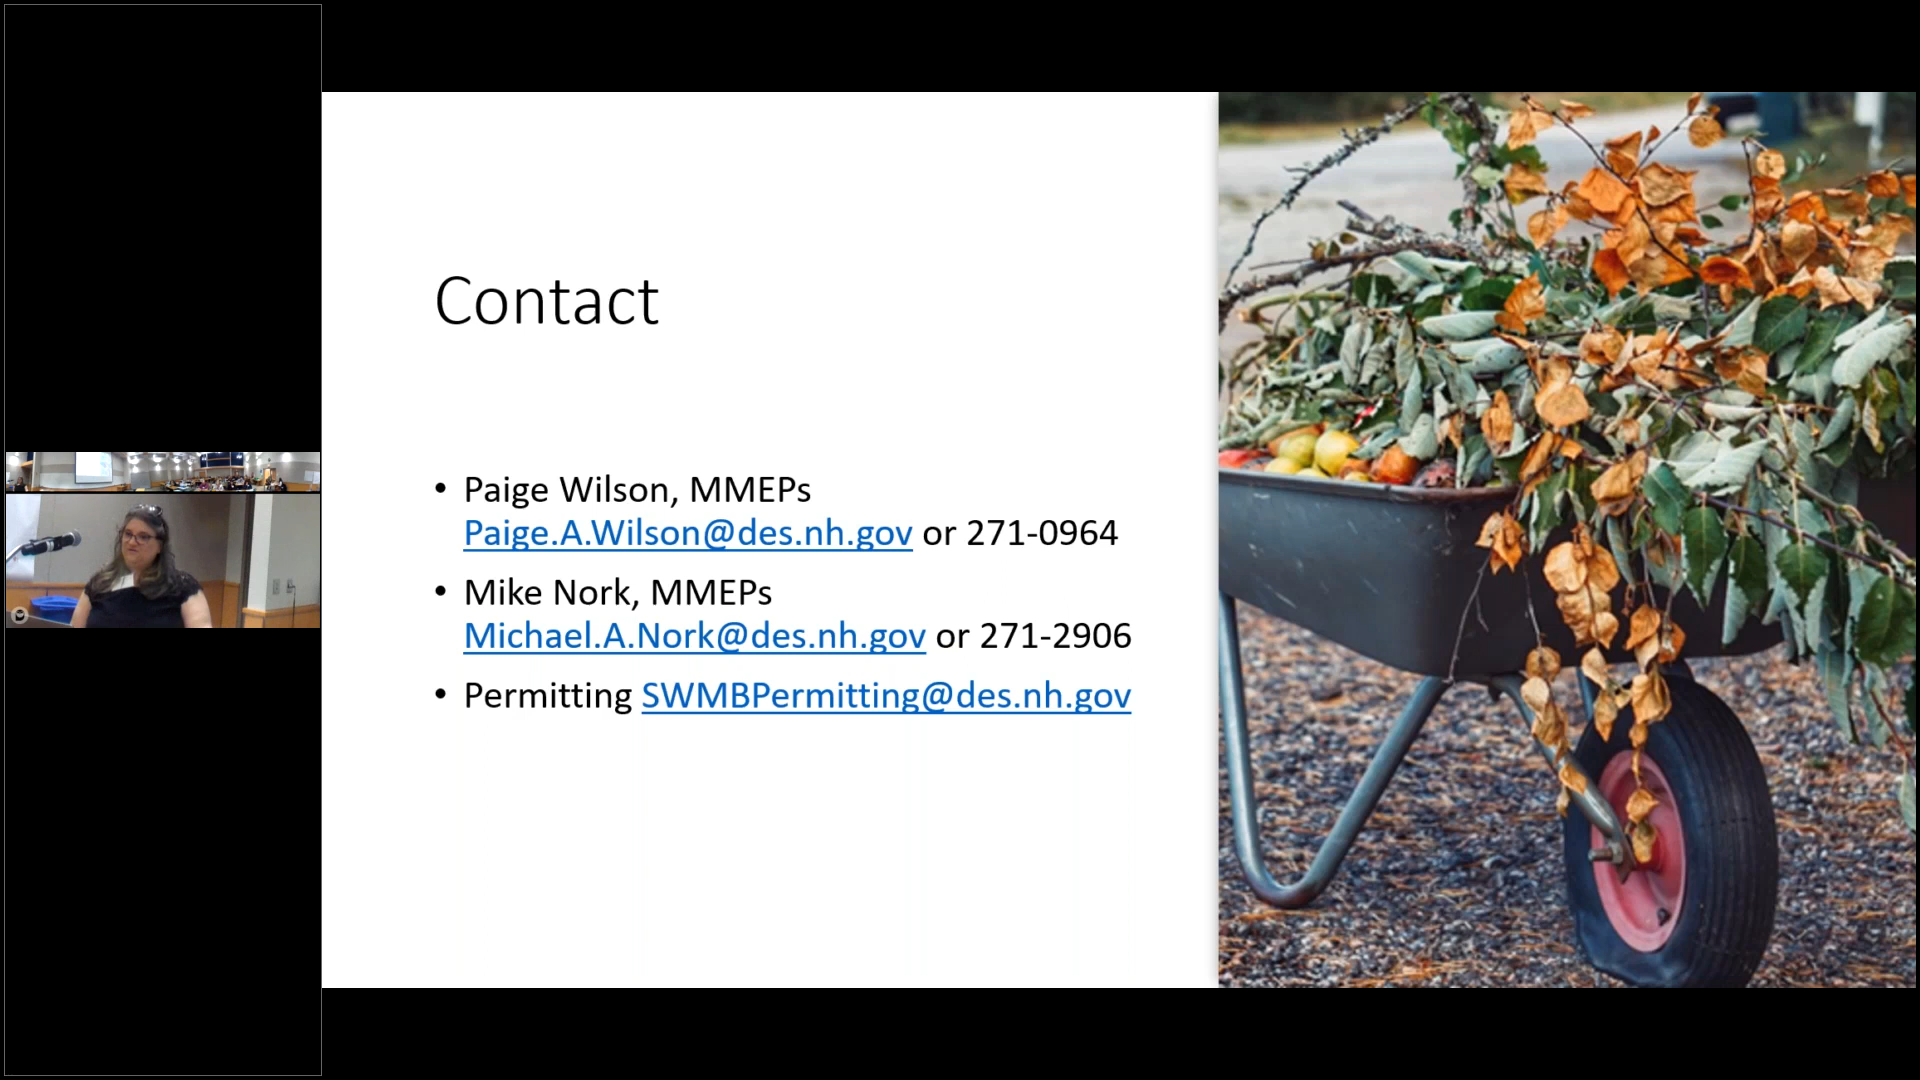 Contact
• Paige Wilson, MMEPs
Paige.A.Wilson@des.nh.gov or 271-0964
• Mike Nork, MMEPs
Michael.A.Nork@des.nh.gov or 271-2906
• Permitting SWMBPermitting@des.nh.gov